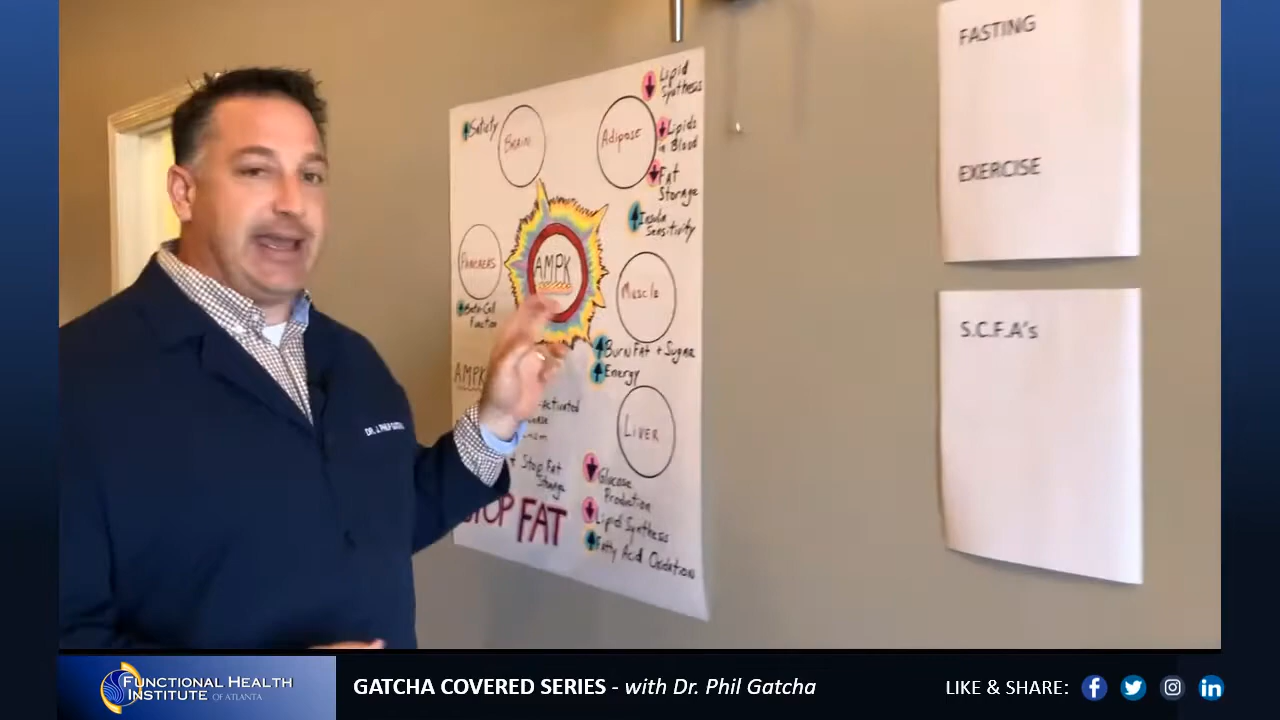 FASTING
EXERCISE
S.C.F.A's
Lipid
Synthesis
Lipids
in Blood
Fat
Storage
Insulin
Sensitivity
Satiety
BRAIN
Adipose
PANCREAS
AMPK
Muscle
Beta-Cell
Function
Burn Fat + Sugar
Energy
AMPK
-activated
LIVER
Stop Fat
Storage
STOP FAT
Glucose
Production
Lipid Synthesis
Fatty Acid Oxidation
FUNCTIONAL HEALTH
INSTITUTE OF ATLANTA
GATCHA COVERED SERIES - with Dr. Phil Gatcha
LIKE & SHARE: